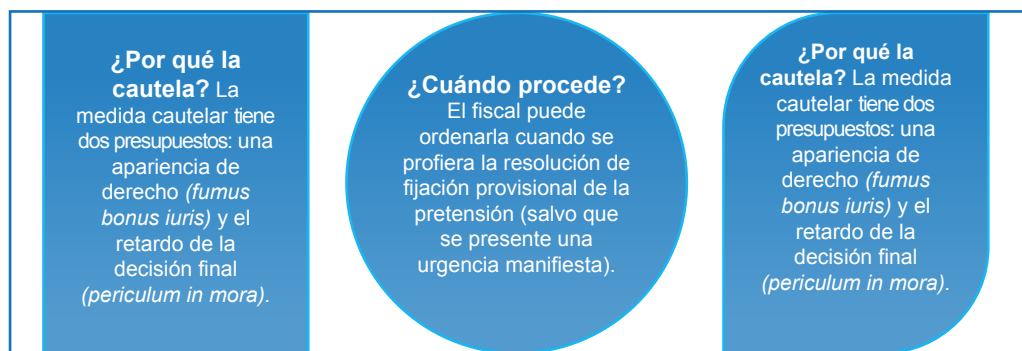 ¿Por qué la
cautela? La
medida cautelar tiene
dos presupuestos: una
apariencia de
derecho (fumus
bonus iuris) y el
retardo de la
decisión final
(periculum in mora).
¿Cuándo procede?
El fiscal puede
ordenarla cuando se
profiera la resolución de
fijación provisional de la
pretensión (salvo que
se presente una
urgencia manifiesta).
¿Por qué la
cautela? La medida
cautelar tiene dos
presupuestos: una
apariencia de
derecho (fumus
bonus iuris) y el
retardo de la
decisión final
(periculum in mora).